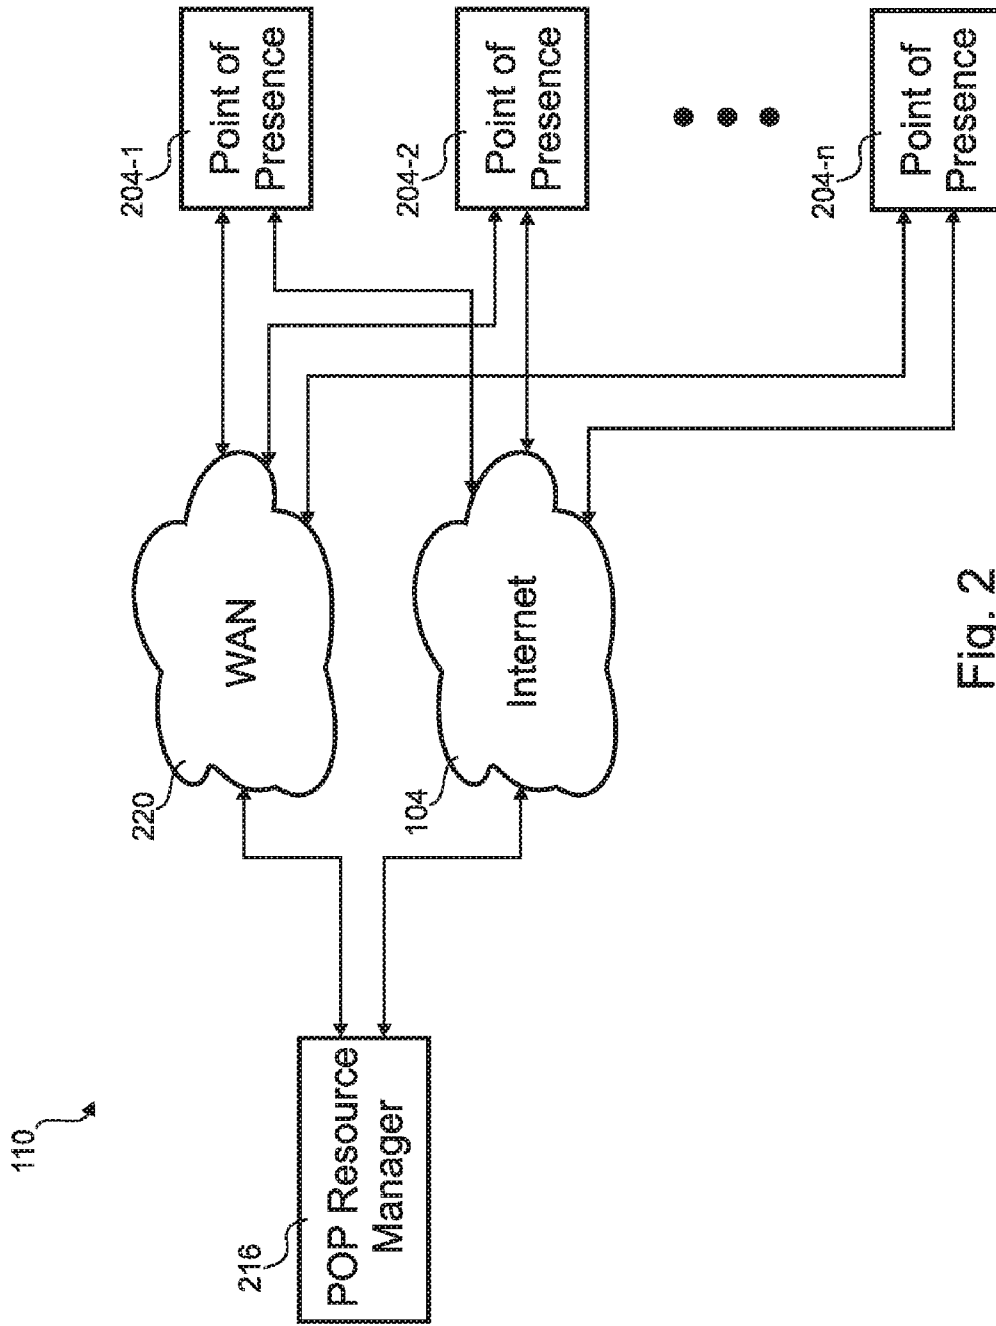 110
216
POP Resource
Manager
220
WAN
104
Internet
204-1
Point of
Presence
204-2
Point of
Presence
204-n
Point of
Presence
Fig. 2